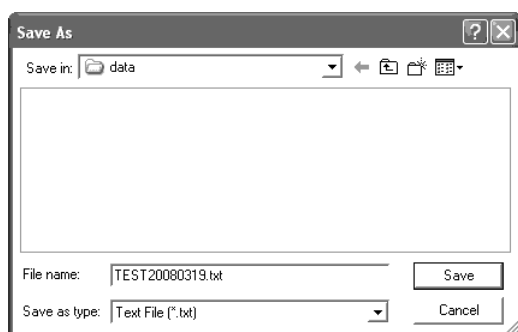 Save As
Save in: data
File name: TEST20080319.txt Save
Save as type: Text File (*.txt) Cancel